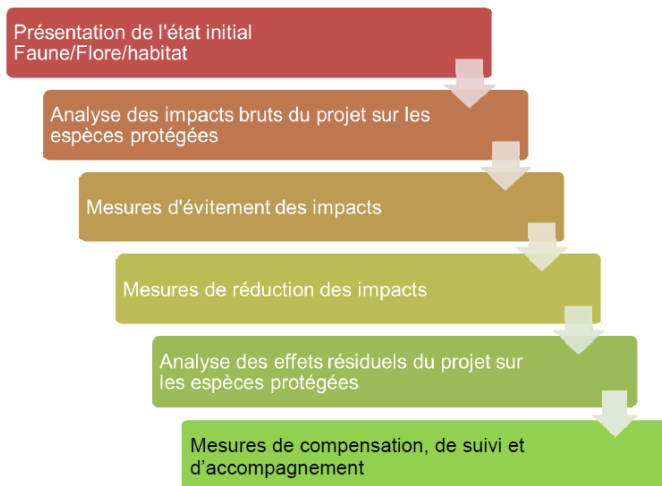 Présentation de l'état initial
Faune/Flore/habitat
Analyse des impacts bruts du projet sur les
espèces protégées
Mesures d'évitement des impacts
Mesures de réduction des impacts
Analyse des effets résiduels du projet sur
les espèces protégées
Mesures de compensation, de suivi et
d’accompagnement